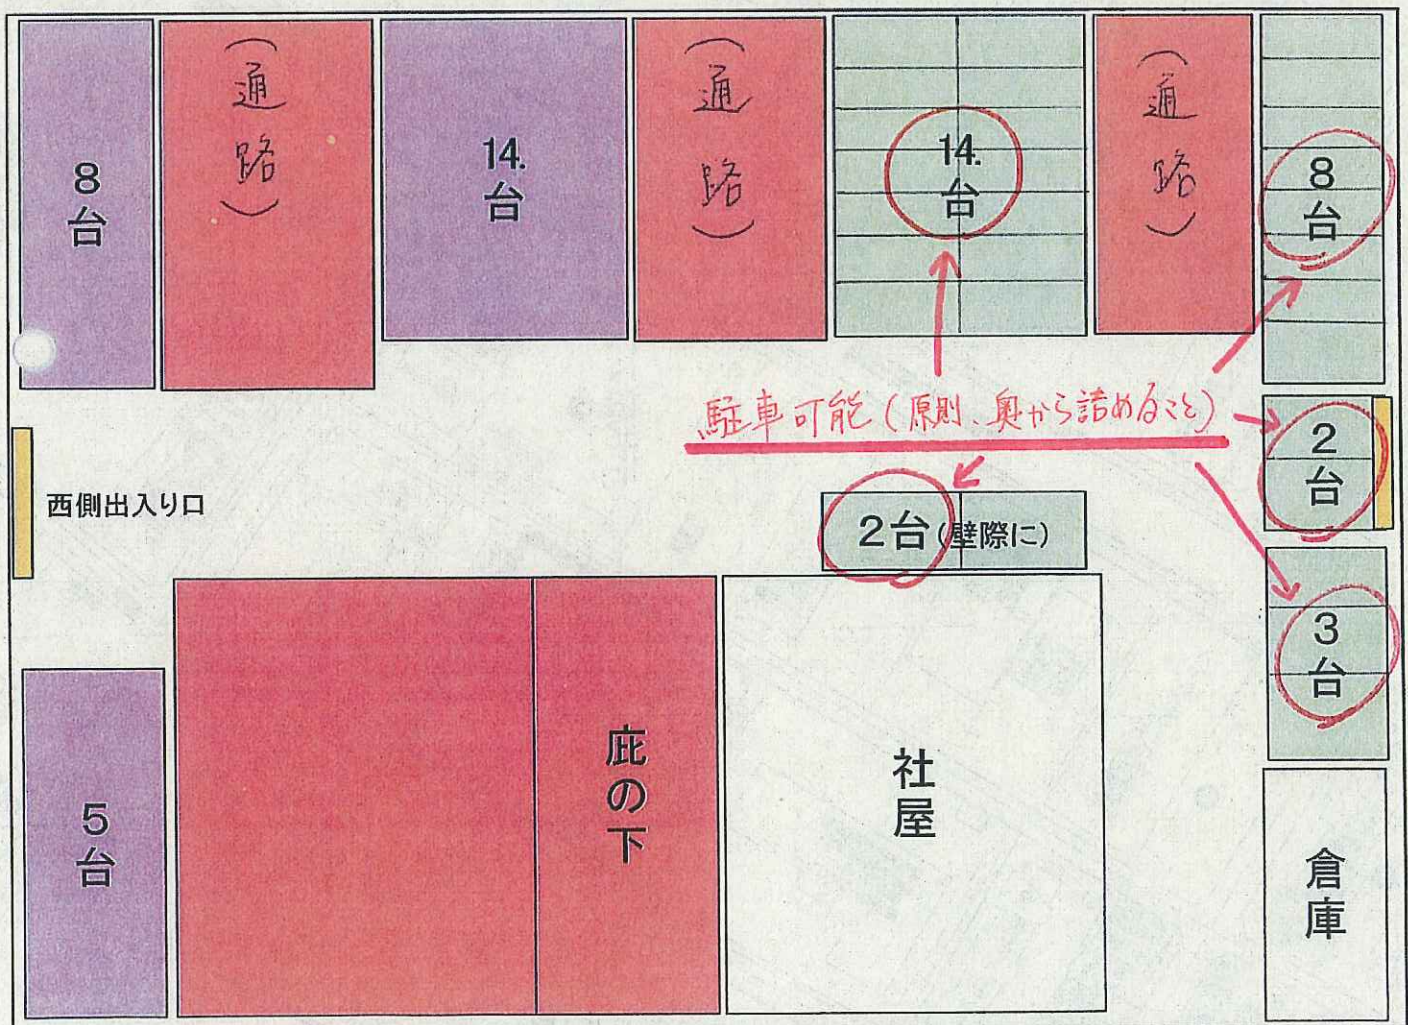 8台
(通路)
14.台
(通路)
14.台
(通路)
8台
駐車可能(原則、奥から詰めること)
2台
西側出入り口
2台(壁際に)
3台
5台
庇の下
社屋
倉庫